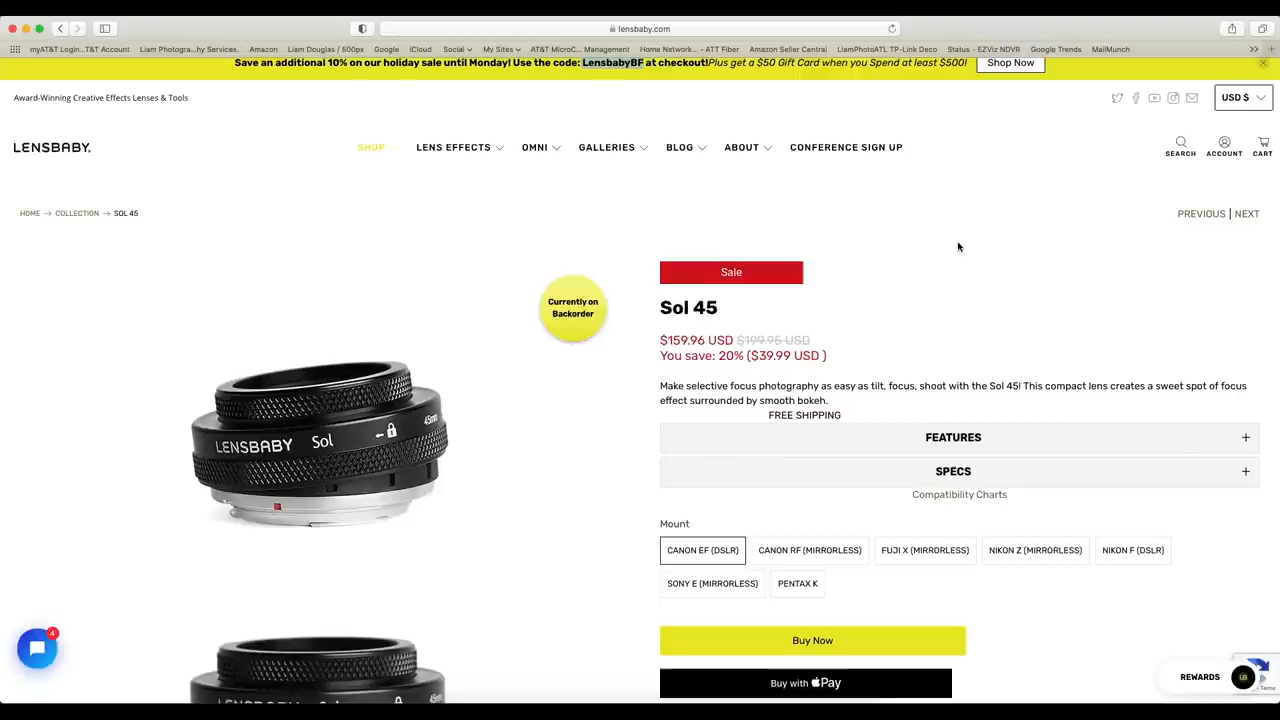 lensbaby.com
myAT&T Login...T&T Account
Liam Photogra...hy Services.
Amazon
Liam Douglas / 500px
Google
iCloud
Social
My Sites
AT&T MicroC... Management
Home Network... - ATT Fiber
Amazon Seller Central
LiamPhotoATL TP-Link Deco
Status - EZViz NDVR
Google Trends
MailMunch
Save an additional 10% on our holiday sale until Monday! Use the code: LensbabyBF at checkout!Plus get a $50 Gift Card when you Spend at least $500!
Shop Now
Award-Winning Creative Effects Lenses & Tools
USD $
LENSBABY.
SHOP
LENS EFFECTS
OMNI
GALLERIES
BLOG
ABOUT
CONFERENCE SIGN UP
SEARCH
ACCOUNT
CART
HOME → COLLECTION → SOL 45
PREVIOUS | NEXT
Sale
Currently on
Backorder
Sol 45
$159.96 USD $199.95 USD
You save: 20% ($39.99 USD )
Make selective focus photography as easy as tilt, focus, shoot with the Sol 45! This compact lens creates a sweet spot of focus
effect surrounded by smooth bokeh.
FREE SHIPPING
FEATURES +
SPECS +
Compatibility Charts
LENSBABY Sol 45mm
Mount
CANON EF (DSLR)
CANON RF (MIRRORLESS)
FUJI X (MIRRORLESS)
NIKON Z (MIRRORLESS)
NIKON F (DSLR)
SONY E (MIRRORLESS)
PENTAX K
Buy Now
Buy with Pay
4
REWARDS
- Terms